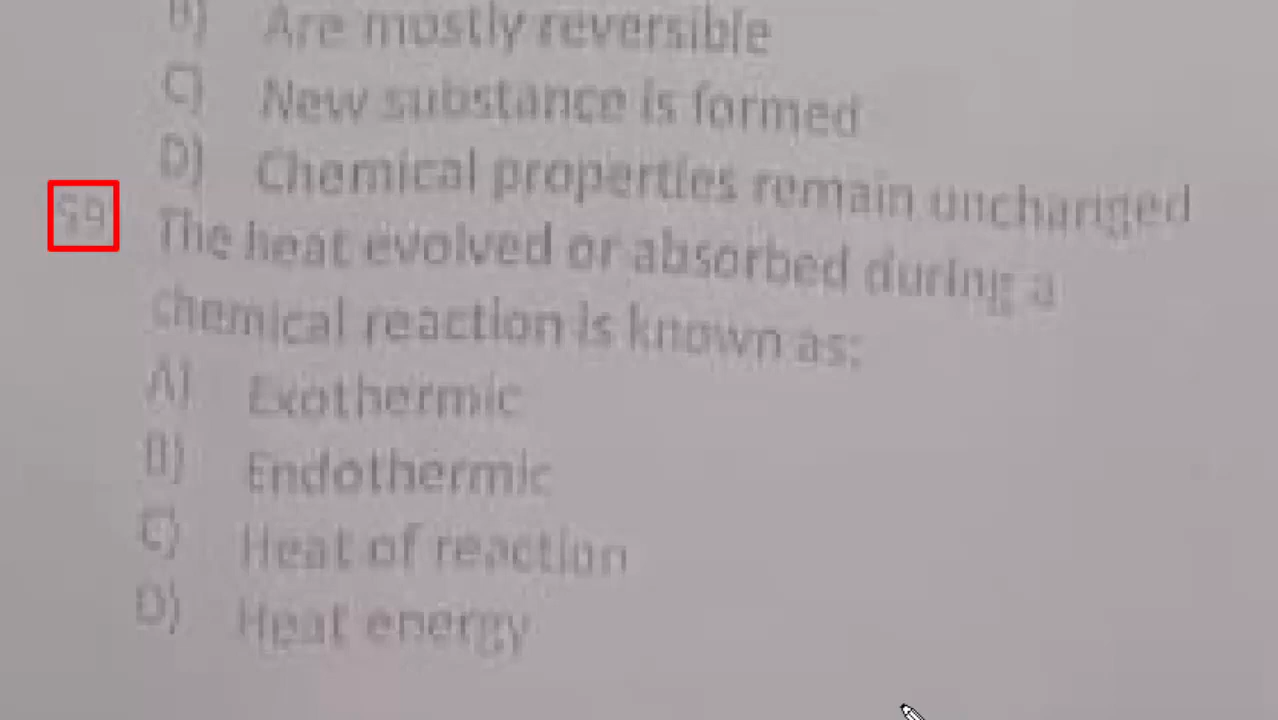 B) Are mostly reversible
C) New substance is formed
D) Chemical properties remain unchanged
59 The heat evolved or absorbed during a
chemical reaction is known as:
A) Exothermic
B) Endothermic
C) Heat of reaction
D) Heat energy